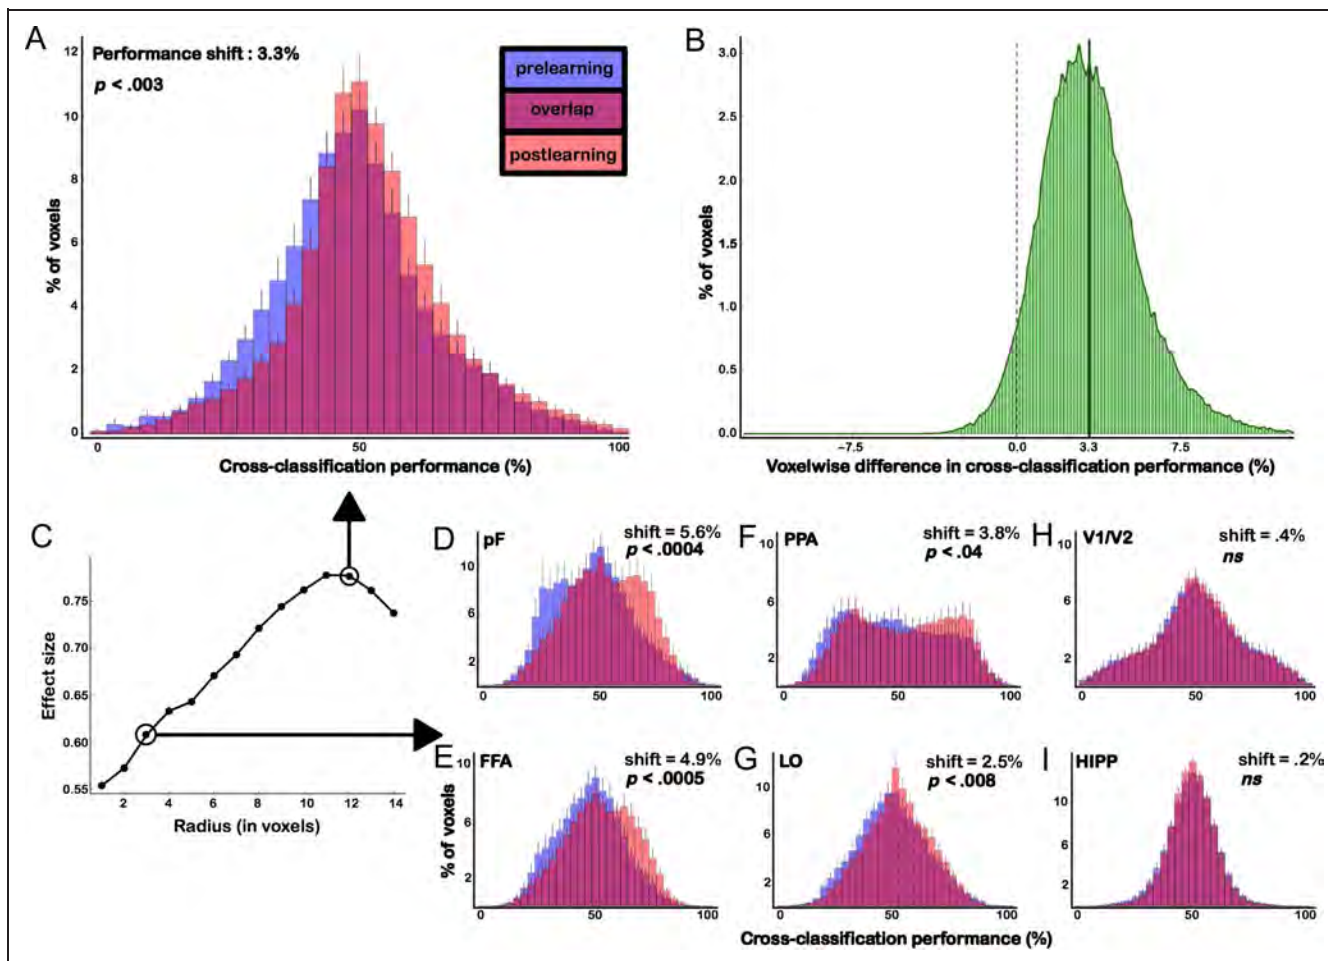 A
Performance shift : 3.3%
p < .003
prelearning
overlap
postlearning
12
10
8
6
4
2
0
% of voxels
0 50 100
Cross-classification performance (%)
B
3.0
2.5
2.0
1.5
1.0
0.5
0.0
% of voxels
-7.5 0.0 3.3 7.5
Voxelwise difference in cross-classification performance (%)
C
0.75
0.70
0.65
0.60
0.55
Effect size
2 4 6 8 10 12 14
Radius (in voxels)
D
pF
shift = 5.6%
p < .0004
10
6
2
0 50 100
F
PPA
shift = 3.8%
p < .04
10
6
2
0 50 100
H
V1/V2
shift = .4%
ns
10
6
2
0 50 100
E
FFA
shift = 4.9%
p < .0005
10
6
2
% of voxels
0 50 100
G
LO
shift = 2.5%
p < .008
10
6
2
0 50 100
I
HIPP
shift = .2%
ns
10
6
2
0 50 100
Cross-classification performance (%)